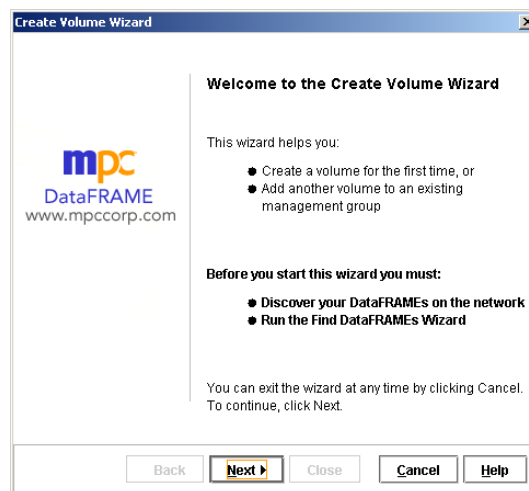 Create Volume Wizard
Welcome to the Create Volume Wizard
mpc
DataFRAME
www.mpccorp.com
This wizard helps you:
Create a volume for the first time, or
Add another volume to an existing
management group
Before you start this wizard you must:
Discover your DataFRAMEs on the network
Run the Find DataFRAMEs Wizard
You can exit the wizard at any time by clicking Cancel.
To continue, click Next.
Back Next Close Cancel Help